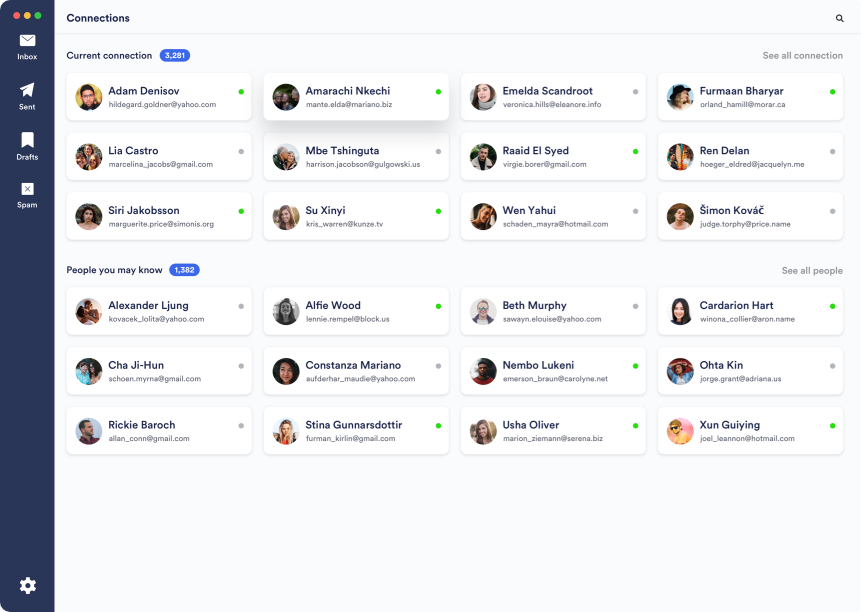 Connections
Inbox
Sent
Drafts
Spam
Current connection 3,281 See all connection
Adam Denisov
hildegard.goldner@yahoo.com
Amarachi Nkechi
mante.elda@mariano.biz
Emelda Scandroot
veronica.hills@eleanore.info
Furmaan Bharyar
orland_hamill@morar.ca
Lia Castro
marcelina_jacobs@gmail.com
Mbe Tshinguta
harrison.jacobson@gulgowski.us
Raaid El Syed
virgie.borer@gmail.com
Ren Delan
hoeger_eldred@jacquelyn.me
Siri Jakobsson
marguerite.price@simonis.org
Su Xinyi
kris_warren@kunze.tv
Wen Yahui
schaden_mayra@hotmail.com
Šimon Kováč
judge.torphy@price.name
People you may know 1,382 See all people
Alexander Ljung
kovacek_lolita@yahoo.com
Alfie Wood
lennie.rempel@block.us
Beth Murphy
sawayn.elouise@yahoo.com
Cardarion Hart
winona_collier@aron.name
Cha Ji-Hun
schoen.myrna@gmail.com
Constanza Mariano
aufderhar_maudie@yahoo.com
Nembo Lukeni
emerson_braun@carolyne.net
Ohta Kin
jorge.grant@adriana.us
Rickie Baroch
allan_conn@gmail.com
Stina Gunnarsdottir
furman_kirlin@gmail.com
Usha Oliver
marion_ziemann@serena.biz
Xun Guiying
joel_leannon@hotmail.com